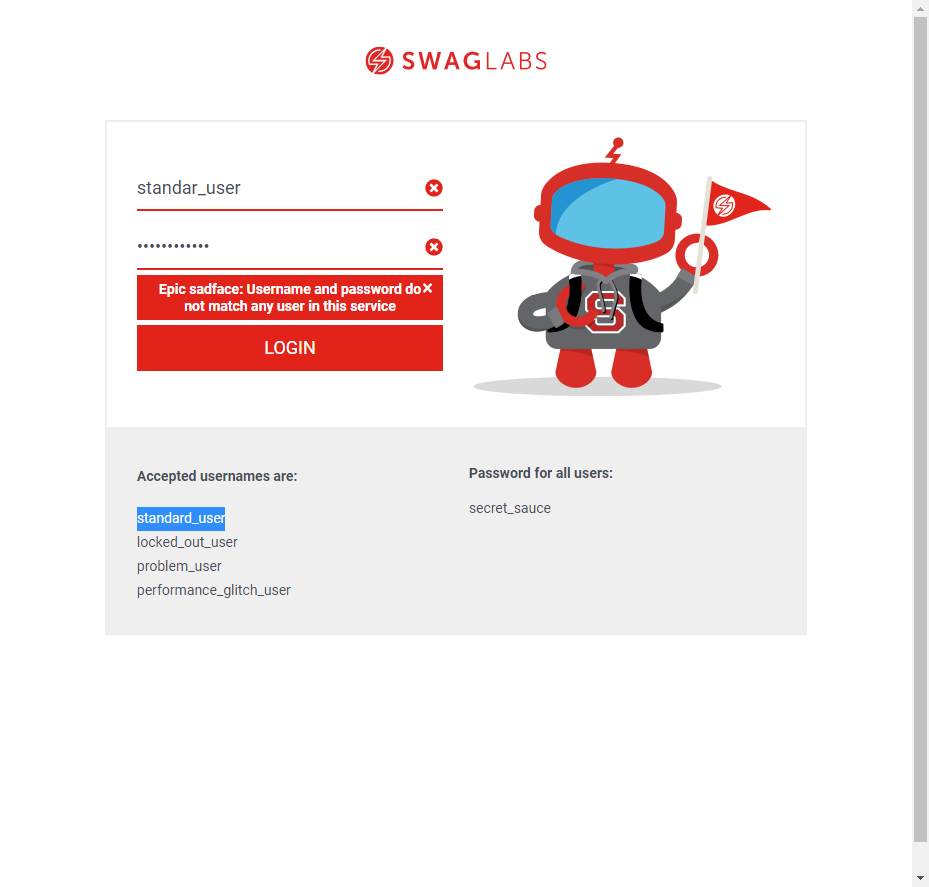 SWAGLABS
standar_user
••••••••••••
Epic sadface: Username and password do
not match any user in this service
LOGIN
S
Accepted usernames are:
standard_user
locked_out_user
problem_user
performance_glitch_user
Password for all users:
secret_sauce